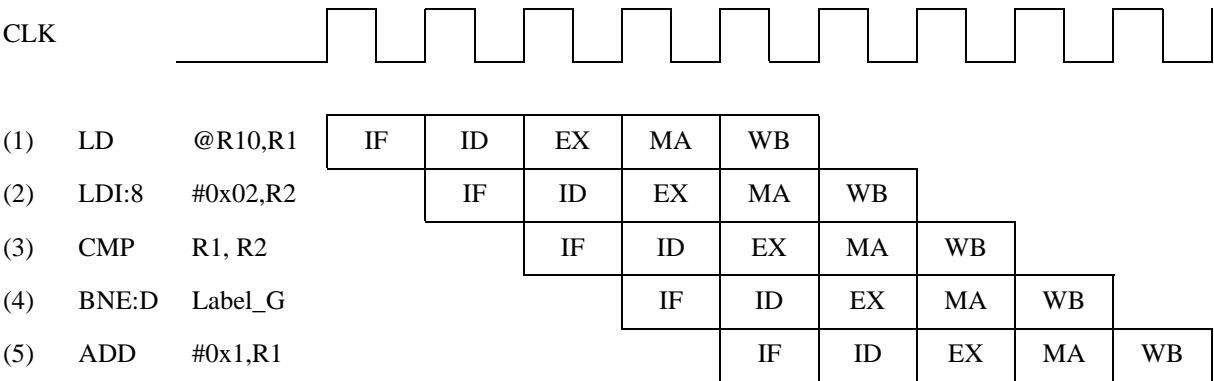 CLK
(1) LD @R10,R1 IF ID EX MA WB
(2) LDI:8 #0x02,R2 IF ID EX MA WB
(3) CMP R1, R2 IF ID EX MA WB
(4) BNE:D Label_G IF ID EX MA WB
(5) ADD #0x1,R1 IF ID EX MA WB